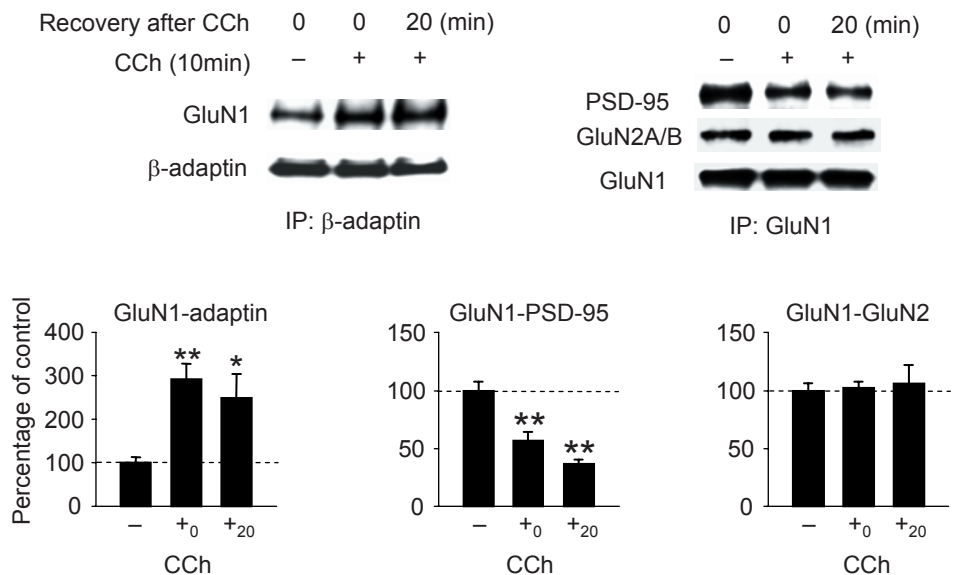 Recovery after CCh 0 0 20 (min)
CCh (10min) – + +
GluN1
β-adaptin
IP: β-adaptin
0 0 20 (min)
– + +
PSD-95
GluN2A/B
GluN1
IP: GluN1
GluN1-adaptin
Percentage of control
400
300
200
100
0
** *
– +0 +20
CCh
GluN1-PSD-95
150
100
50
0
** **
– +0 +20
CCh
GluN1-GluN2
150
100
50
0
– +0 +20
CCh